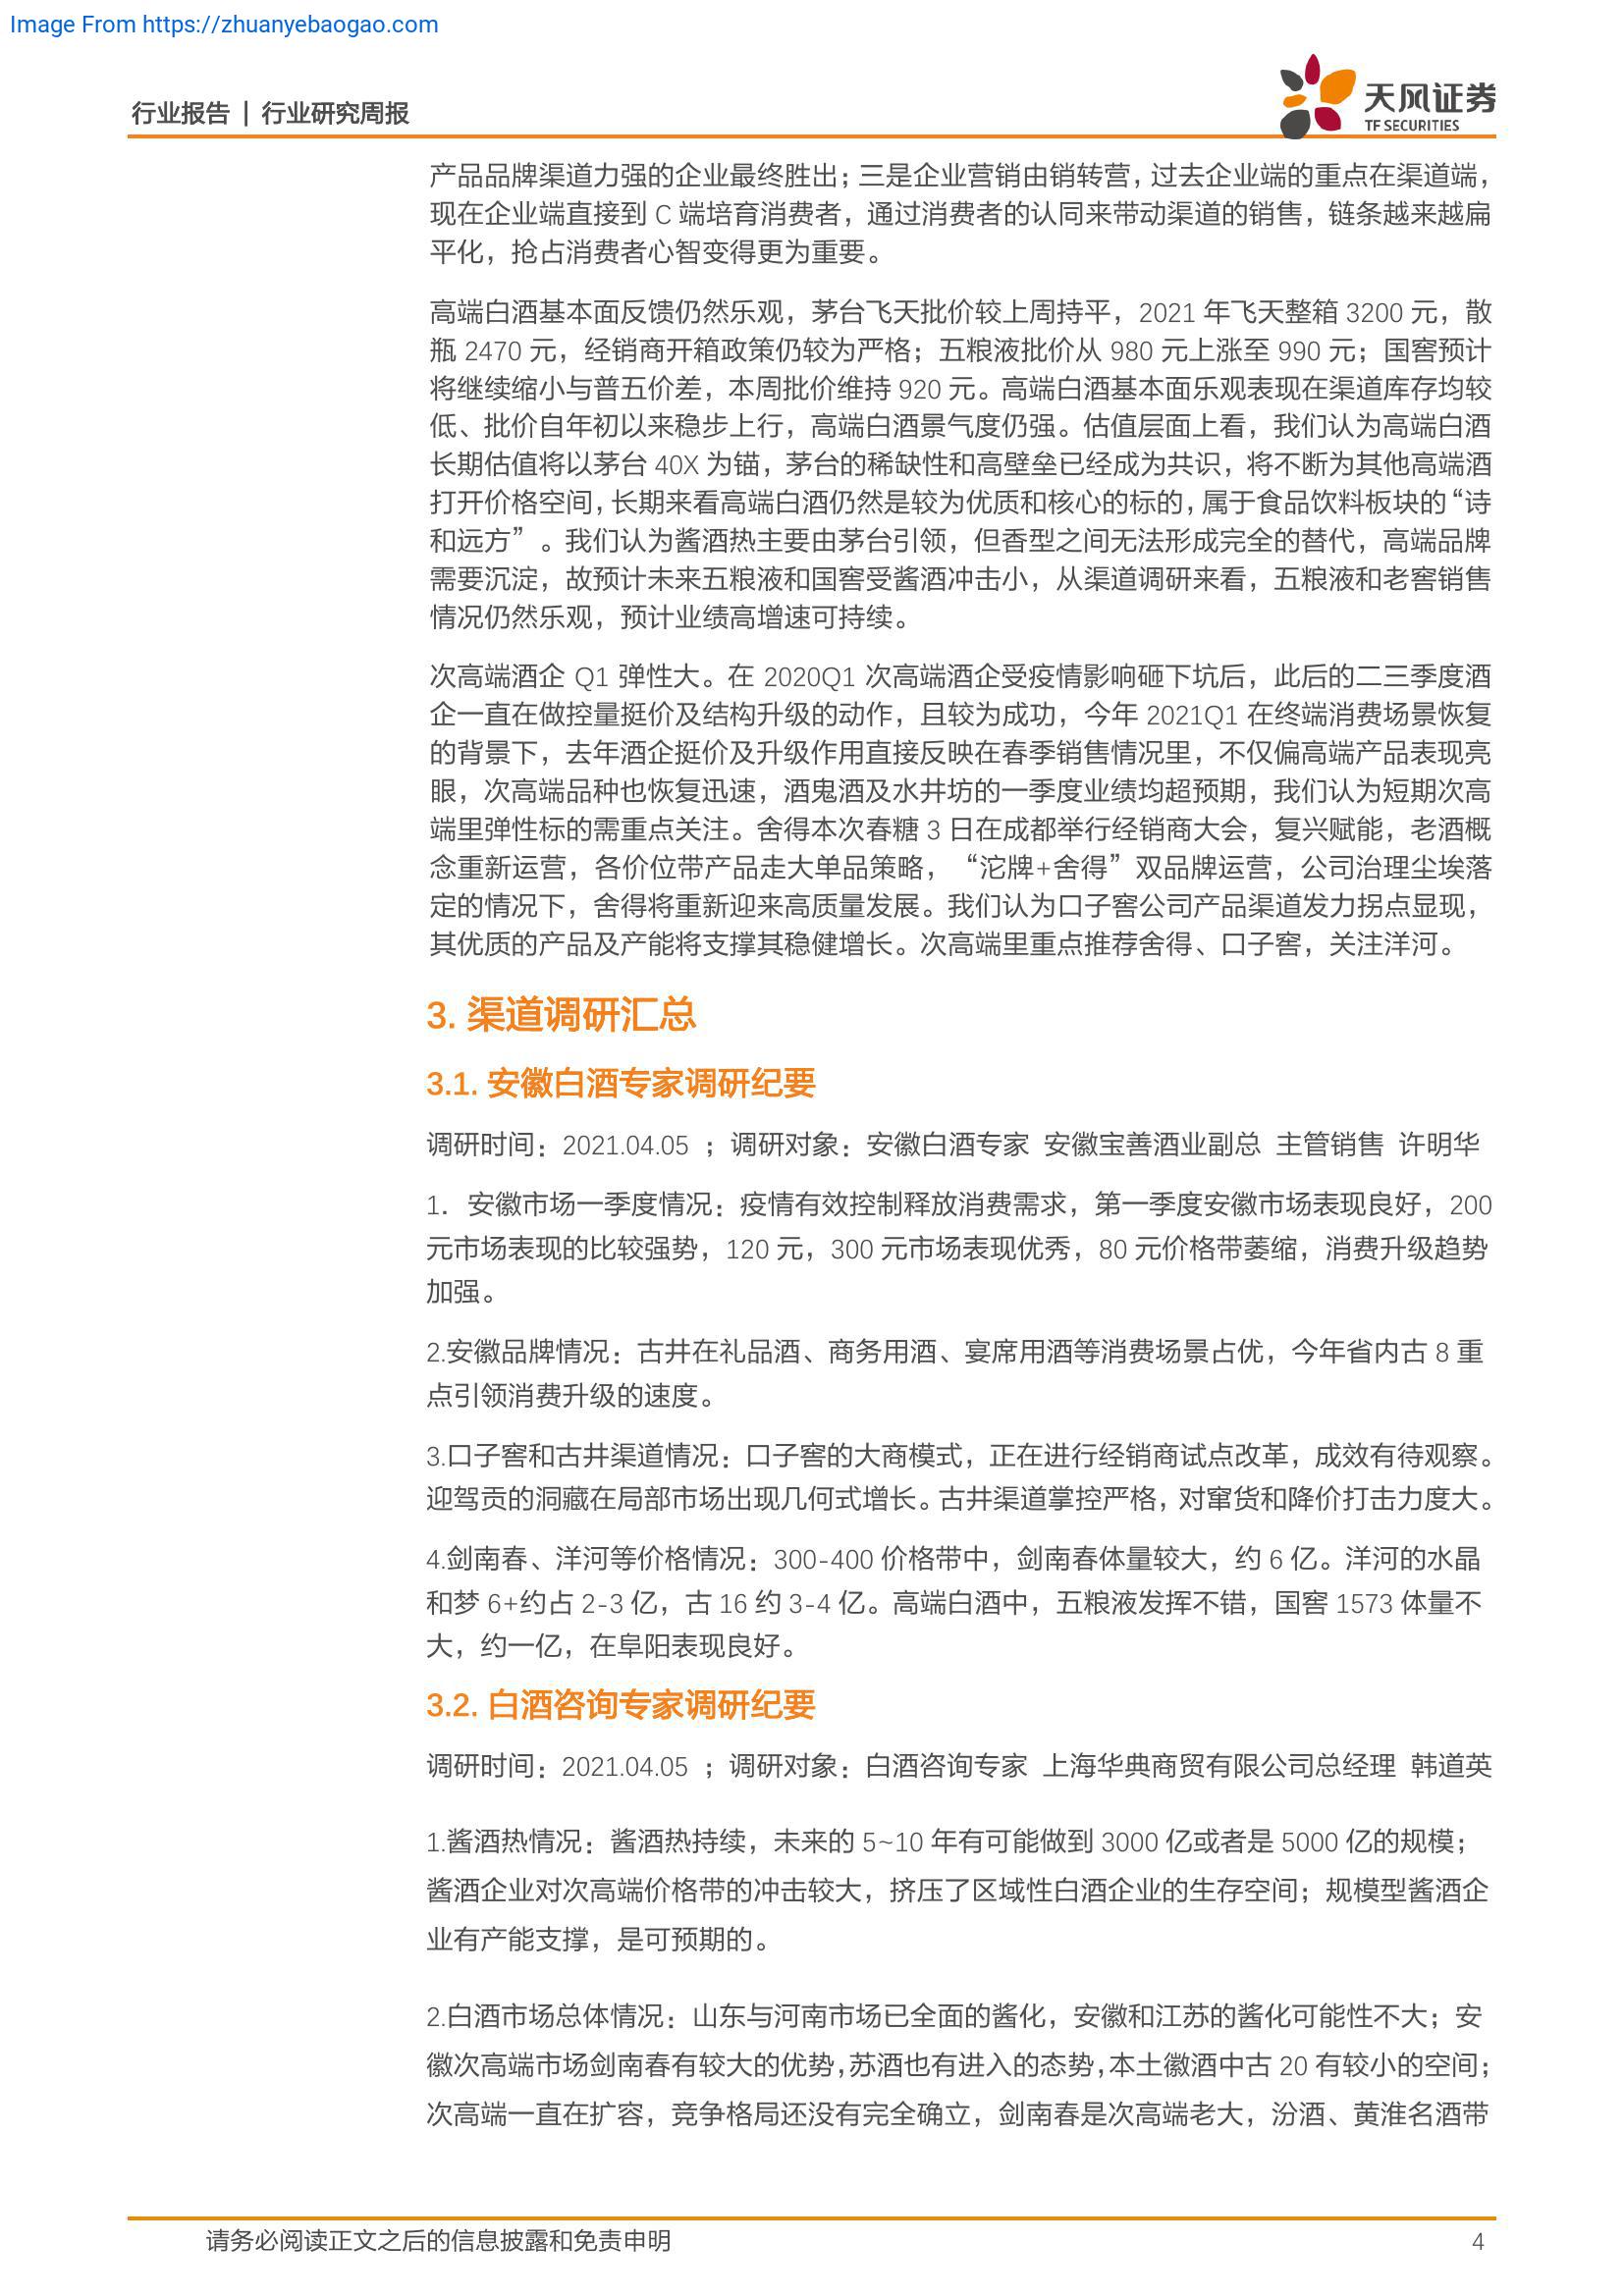 Image From https://zhuanyebaogao.com
行业报告 | 行业研究周报
天风证券
TF SECURITIES
产品品牌渠道力强的企业最终胜出；三是企业营销由销转营，过去企业端的重点在渠道端，
现在企业端直接到 C 端培育消费者，通过消费者的认同来带动渠道的销售，链条越来越扁
平化，抢占消费者心智变得更为重要。
高端白酒基本面反馈仍然乐观，茅台飞天批价较上周持平，2021 年飞天整箱 3200 元，散
瓶 2470 元，经销商开箱政策仍较为严格；五粮液批价从 980 元上涨至 990 元；国窖预计
将继续缩小与普五价差，本周批价维持 920 元。高端白酒基本面乐观表现在渠道库存均较
低、批价自年初以来稳步上行，高端白酒景气度仍强。估值层面上看，我们认为高端白酒
长期估值将以茅台 40X 为锚，茅台的稀缺性和高壁垒已经成为共识，将不断为其他高端酒
打开价格空间，长期来看高端白酒仍然是较为优质和核心的标的，属于食品饮料板块的“诗
和远方”。我们认为酱酒热主要由茅台引领，但香型之间无法形成完全的替代，高端品牌
需要沉淀，故预计未来五粮液和国窖受酱酒冲击小，从渠道调研来看，五粮液和老窖销售
情况仍然乐观，预计业绩高增速可持续。
次高端酒企 Q1 弹性大。在 2020Q1 次高端酒企受疫情影响砸下坑后，此后的二三季度酒
企一直在做控量挺价及结构升级的动作，且较为成功，今年 2021Q1 在终端消费场景恢复
的背景下，去年酒企挺价及升级作用直接反映在春季销售情况里，不仅偏高端产品表现亮
眼，次高端品种也恢复迅速，酒鬼酒及水井坊的一季度业绩均超预期，我们认为短期次高
端里弹性标的需重点关注。舍得本次春糖 3 日在成都举行经销商大会，复兴赋能，老酒概
念重新运营，各价位带产品走大单品策略，“沱牌+舍得”双品牌运营，公司治理尘埃落
定的情况下，舍得将重新迎来高质量发展。我们认为口子窖公司产品渠道发力拐点显现，
其优质的产品及产能将支撑其稳健增长。次高端里重点推荐舍得、口子窖，关注洋河。
3. 渠道调研汇总
3.1. 安徽白酒专家调研纪要
调研时间：2021.04.05 ；调研对象：安徽白酒专家 安徽宝善酒业副总 主管销售 许明华
1. 安徽市场一季度情况：疫情有效控制释放消费需求，第一季度安徽市场表现良好，200
元市场表现的比较强势，120 元，300 元市场表现优秀，80 元价格带萎缩，消费升级趋势
加强。
2.安徽品牌情况：古井在礼品酒、商务用酒、宴席用酒等消费场景占优，今年省内古 8 重
点引领消费升级的速度。
3.口子窖和古井渠道情况：口子窖的大商模式，正在进行经销商试点改革，成效有待观察。
迎驾贡的洞藏在局部市场出现几何式增长。古井渠道掌控严格，对窜货和降价打击力度大。
4.剑南春、洋河等价格情况：300-400 价格带中，剑南春体量较大，约 6 亿。洋河的水晶
和梦 6+约占 2-3 亿，古 16 约 3-4 亿。高端白酒中，五粮液发挥不错，国窖 1573 体量不
大，约一亿，在阜阳表现良好。
3.2. 白酒咨询专家调研纪要
调研时间：2021.04.05 ；调研对象：白酒咨询专家 上海华典商贸有限公司总经理 韩道英
1.酱酒热情况：酱酒热持续，未来的 5~10 年有可能做到 3000 亿或者是 5000 亿的规模；
酱酒企业对次高端价格带的冲击较大，挤压了区域性白酒企业的生存空间；规模型酱酒企
业有产能支撑，是可预期的。
2.白酒市场总体情况：山东与河南市场已全面的酱化，安徽和江苏的酱化可能性不大；安
徽次高端市场剑南春有较大的优势，苏酒也有进入的态势，本土徽酒中古 20 有较小的空间；
次高端一直在扩容，竞争格局还没有完全确立，剑南春是次高端老大，汾酒、黄淮名酒带
请务必阅读正文之后的信息披露和免责申明
4